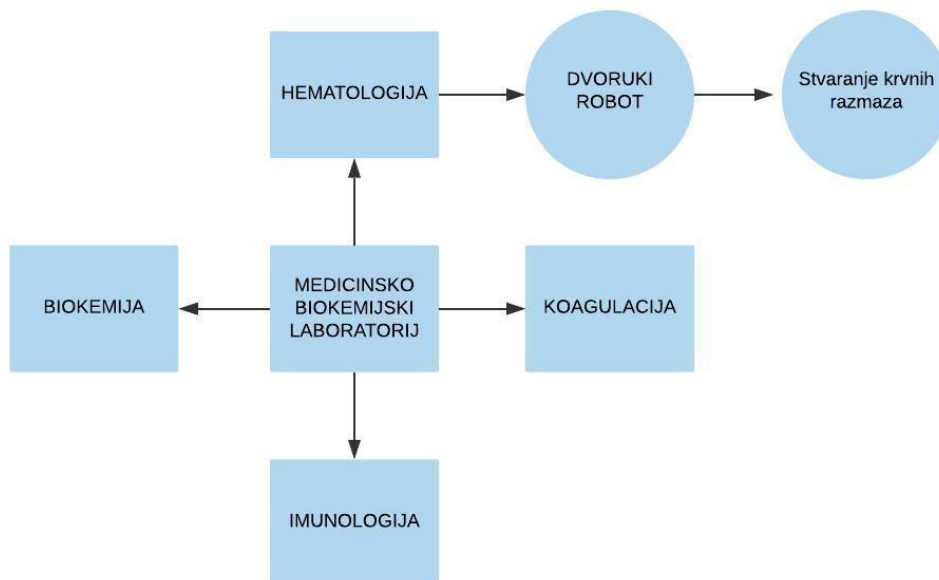 HEMATOLOGIJA
DVORUKI
ROBOT
Stvaranje krvnih
razmaza
BIOKEMIJA
MEDICINSKO
BIOKEMIJSKI
LABORATORIJ
KOAGULACIJA
IMUNOLOGIJA